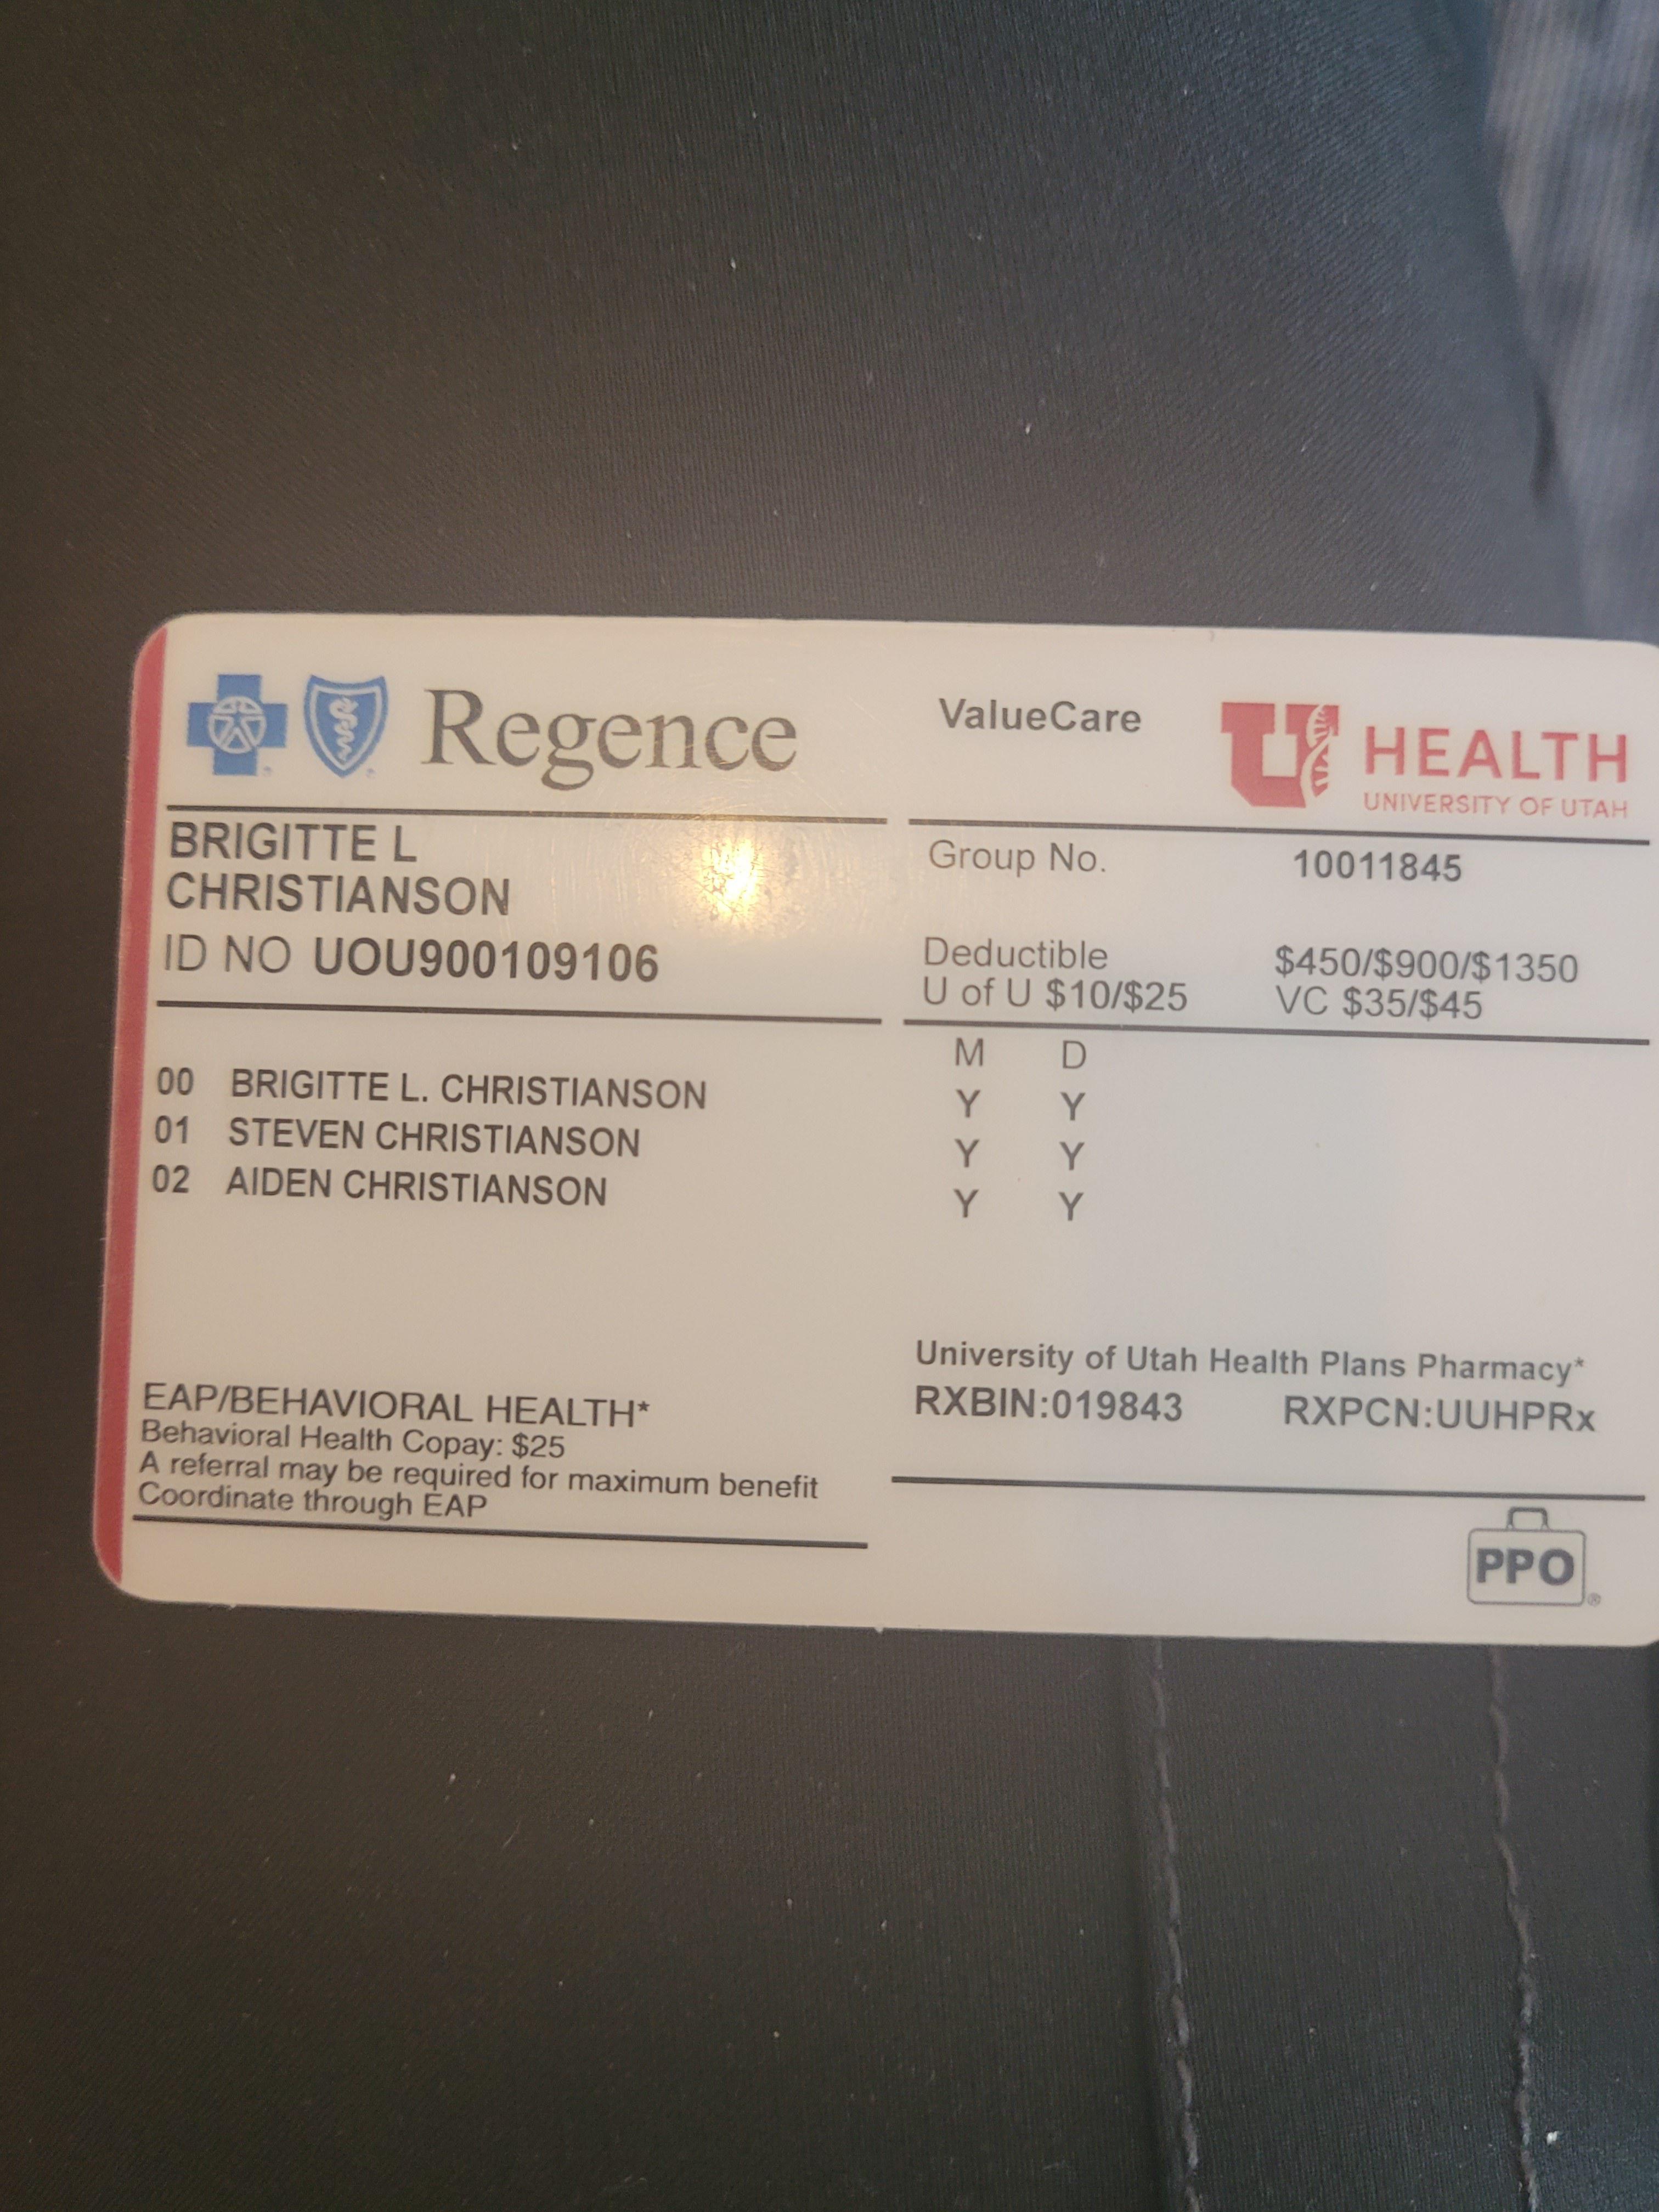 Regence
ValueCare
U HEALTH
UNIVERSITY OF UTAH
BRIGITTE L
CHRISTIANSON
ID NO UOU900109106
Group No. 10011845
Deductible $450/$900/$1350
U of U $10/$25 VC $35/$45
M D
00 BRIGITTE L. CHRISTIANSON Y Y
01 STEVEN CHRISTIANSON Y Y
02 AIDEN CHRISTIANSON Y Y
EAP/BEHAVIORAL HEALTH*
Behavioral Health Copay: $25
A referral may be required for maximum benefit
Coordinate through EAP
University of Utah Health Plans Pharmacy*
RXBIN:019843 RXPCN:UUHPRx
PPO®